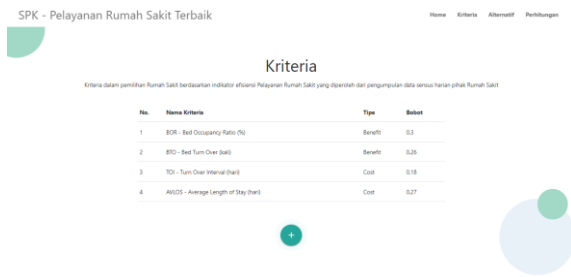 SPK - Pelayanan Rumah Sakit Terbaik
Home Kriteria Alternatif Perhitungan
Kriteria
Kriteria dalam pemilihan Rumah Sakit berdasarkan indikator efisiensi Pelayanan Rumah Sakit yang diperoleh dari pengumpulan data sensus harian pihak Rumah Sakit
No. Nama Kriteria Tipe Bobot
1 BOR - Bed Occupancy Ratio (%) Benefit 0.3
2 BTO - Bed Turn Over (kali) Benefit 0.26
3 TOI - Turn Over Interval (hari) Cost 0.18
4 AVLOS - Average Length of Stay (hari) Cost 0.27
+